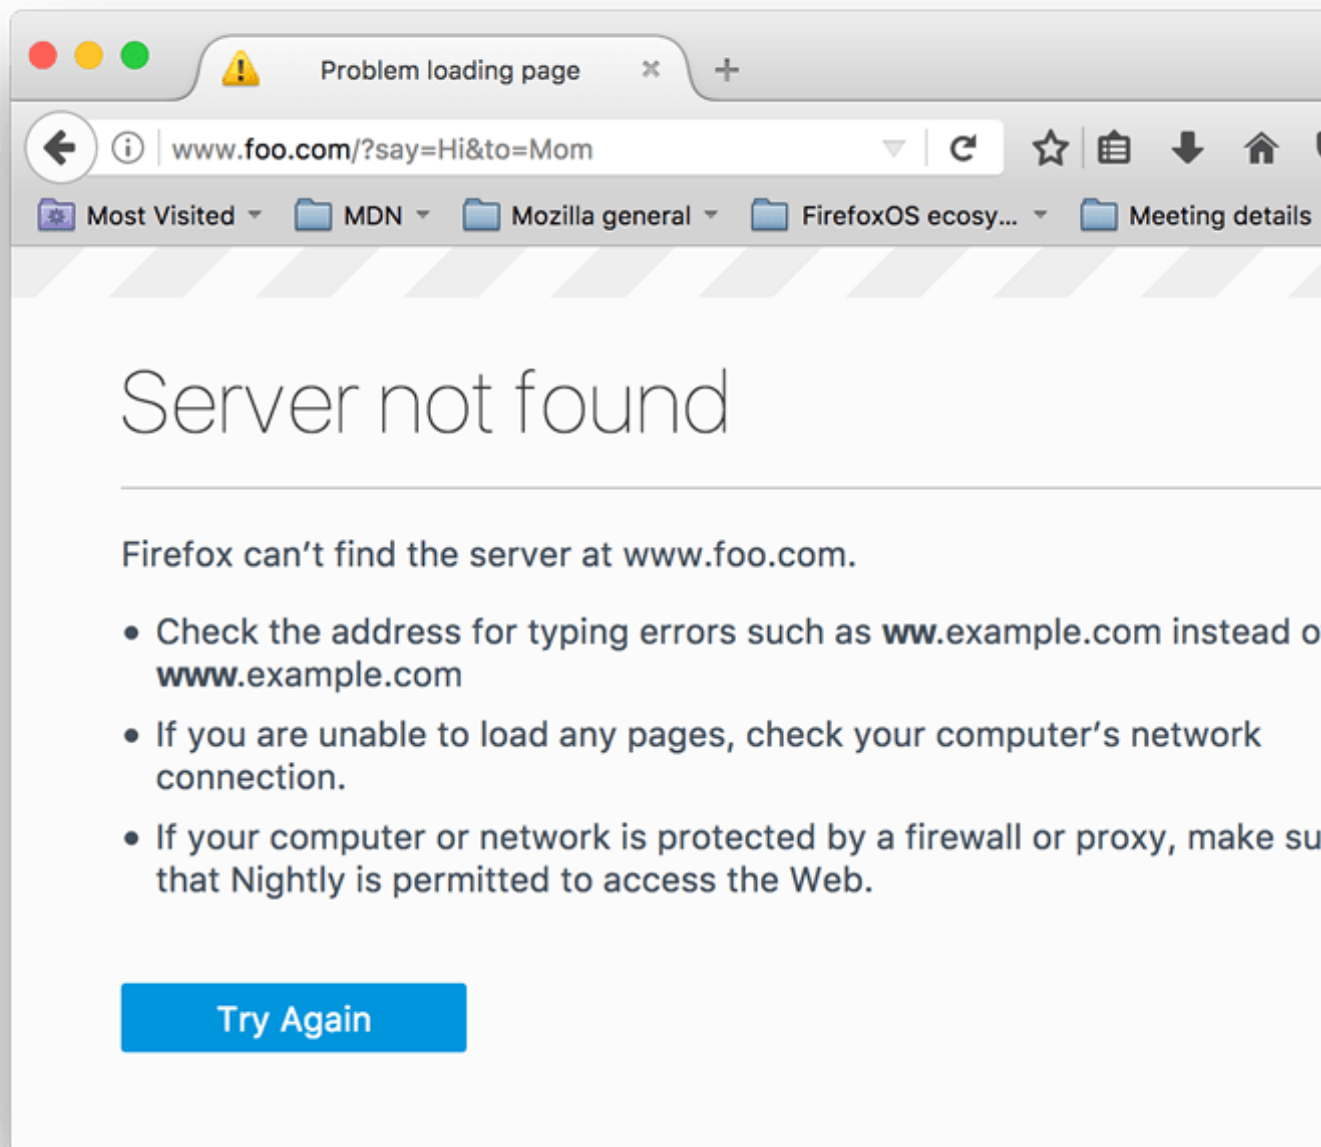 Problem loading page
www.foo.com/?say=Hi&to=Mom
Most Visited MDN Mozilla general FirefoxOS ecosy... Meeting details
Server not found
Firefox can’t find the server at www.foo.com.
• Check the address for typing errors such as ww.example.com instead
www.example.com
• If you are unable to load any pages, check your computer’s network
connection.
• If your computer or network is protected by a firewall or proxy, make
that Nightly is permitted to access the Web.
Try Again